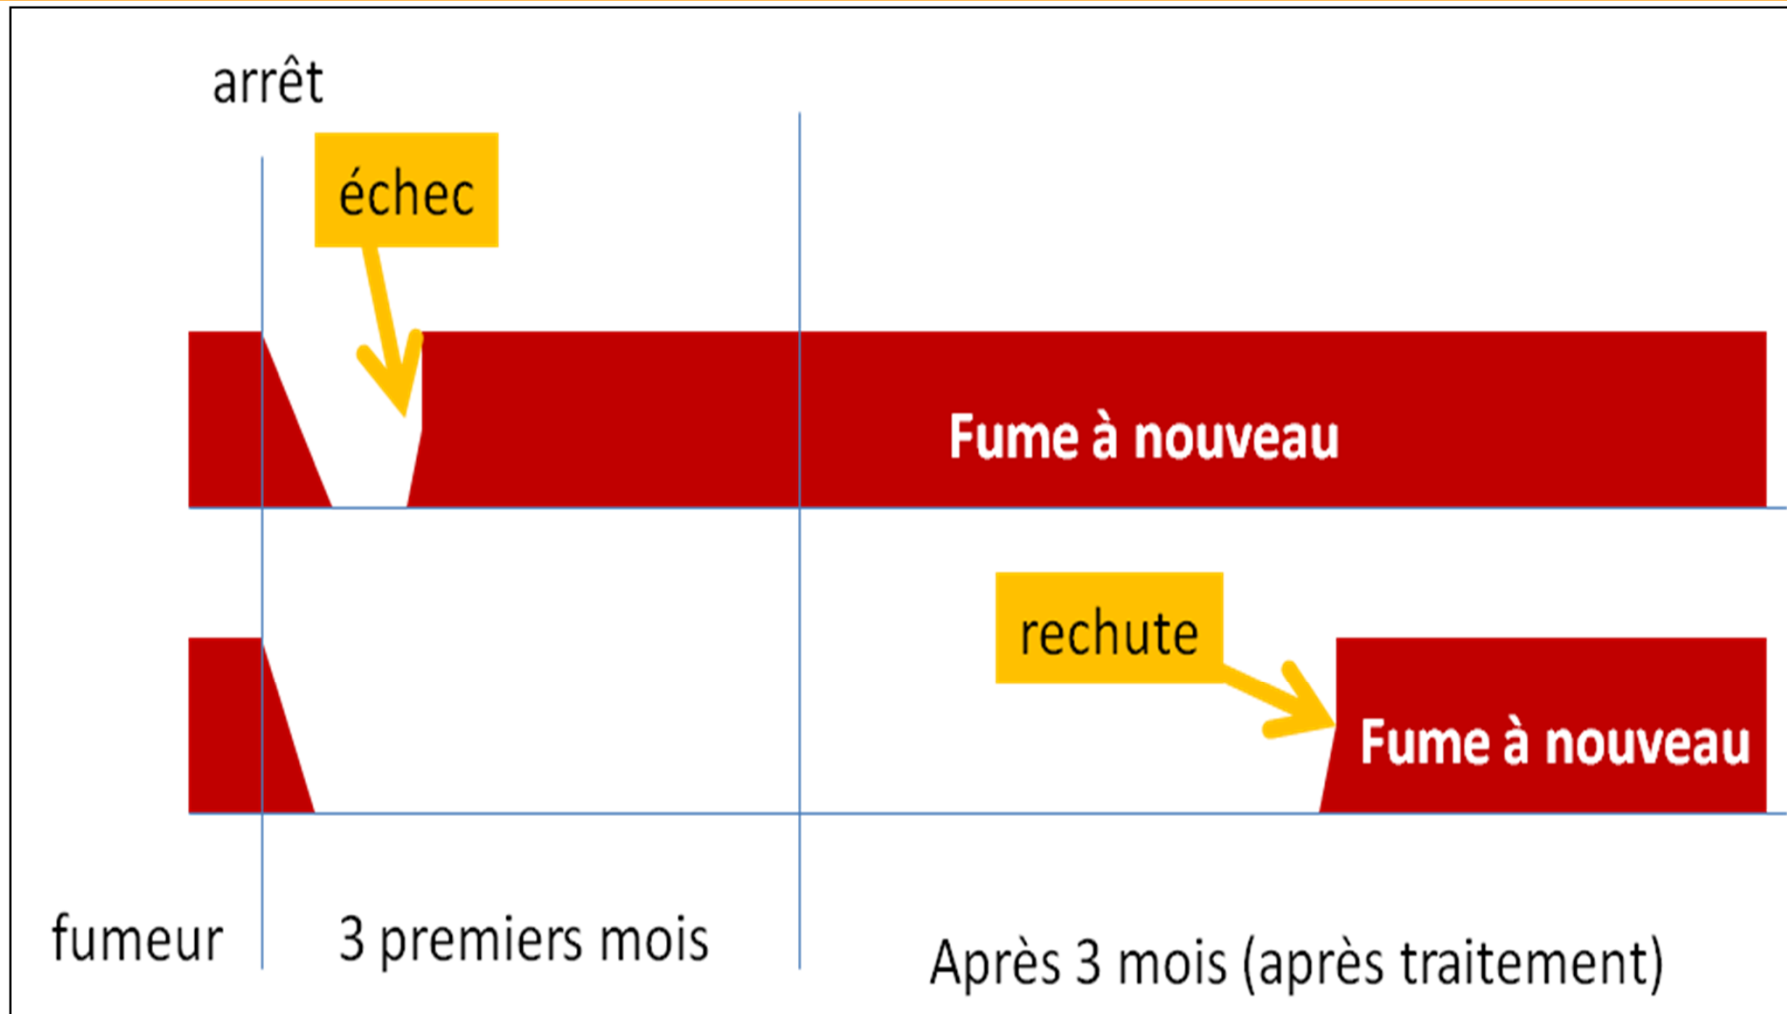 arrêt
échec
Fume à nouveau
rechute
Fume à nouveau
fumeur
3 premiers mois
Après 3 mois (après traitement)